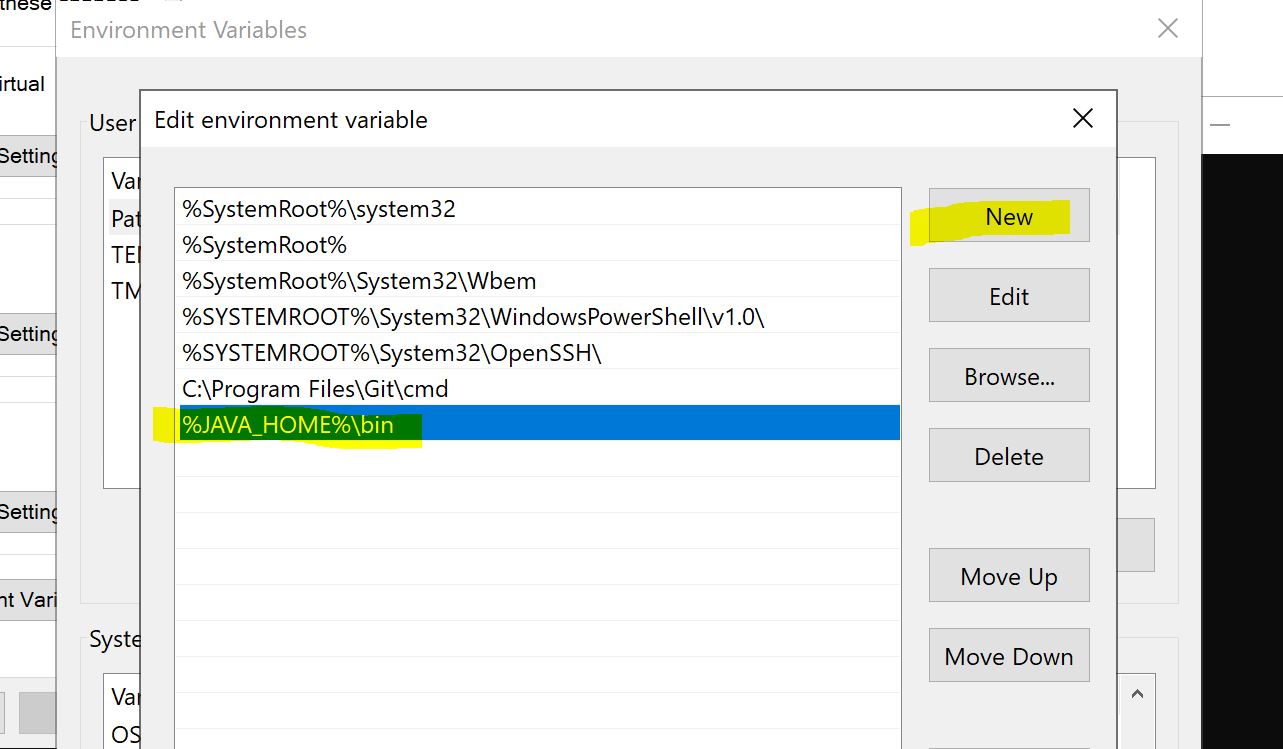 these
Environment Variables
irtual
Edit environment variable
User
Setting
Var
%SystemRoot%\system32
New
Pat
%SystemRoot%
TEM
%SystemRoot%\System32\Wbem
TM
Edit
%SYSTEMROOT%\System32\WindowsPowerShell\v1.0\
Setting
%SYSTEMROOT%\System32\OpenSSH\
Browse...
C:\Program Files\Git\cmd
%JAVA_HOME%\bin
Delete
Setting
Move Up
nt Vari
Syste
Move Down
Var
OS